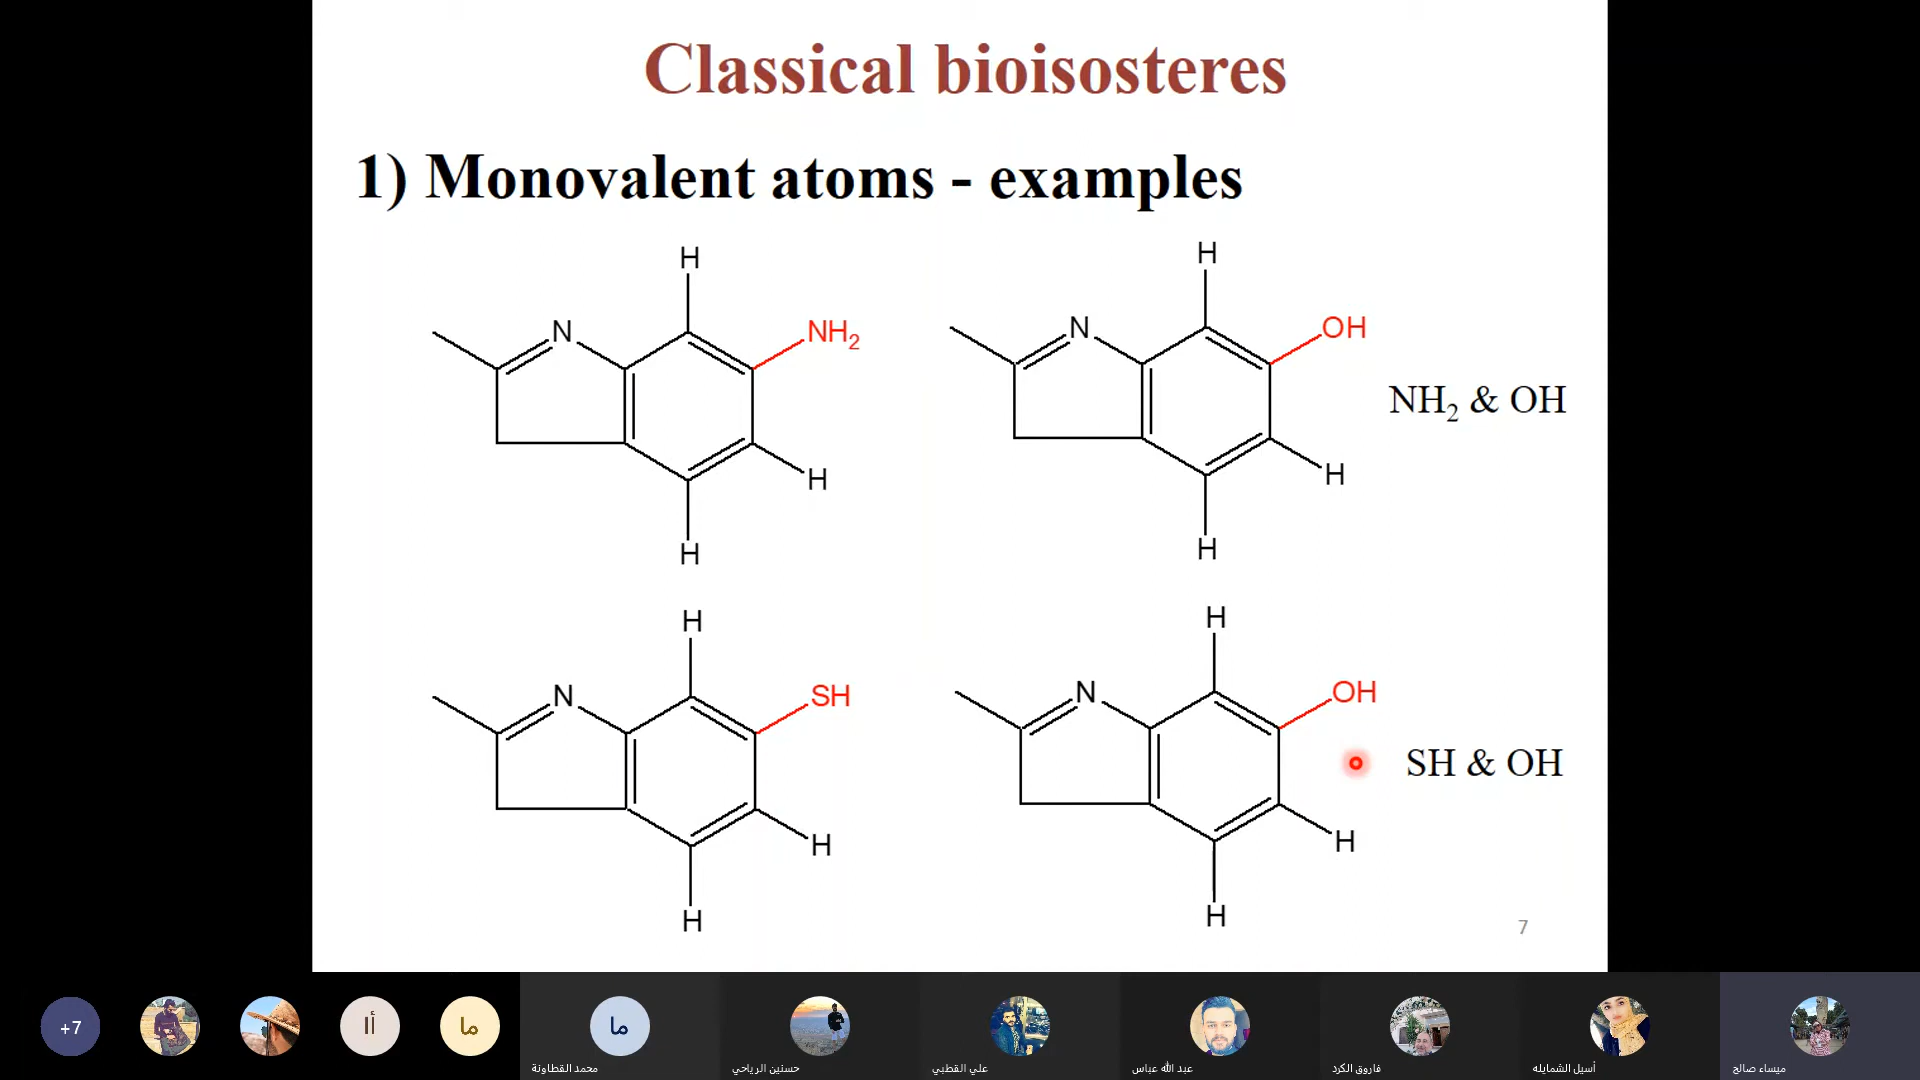 Classical bioisosteres
1) Monovalent atoms - examples
H
N
NH₂
H
H
H
N
OH
H
H
NH₂ & OH
H
N
SH
H
H
H
N
OH
H
H
SH & OH
7
+7
أأ
ما
ما
محمد القطاونة
حسنين الرياحي
علي القطبي
عبد الله عباس
فاروق الكرد
أسيل الشمايله
ميساء صالح